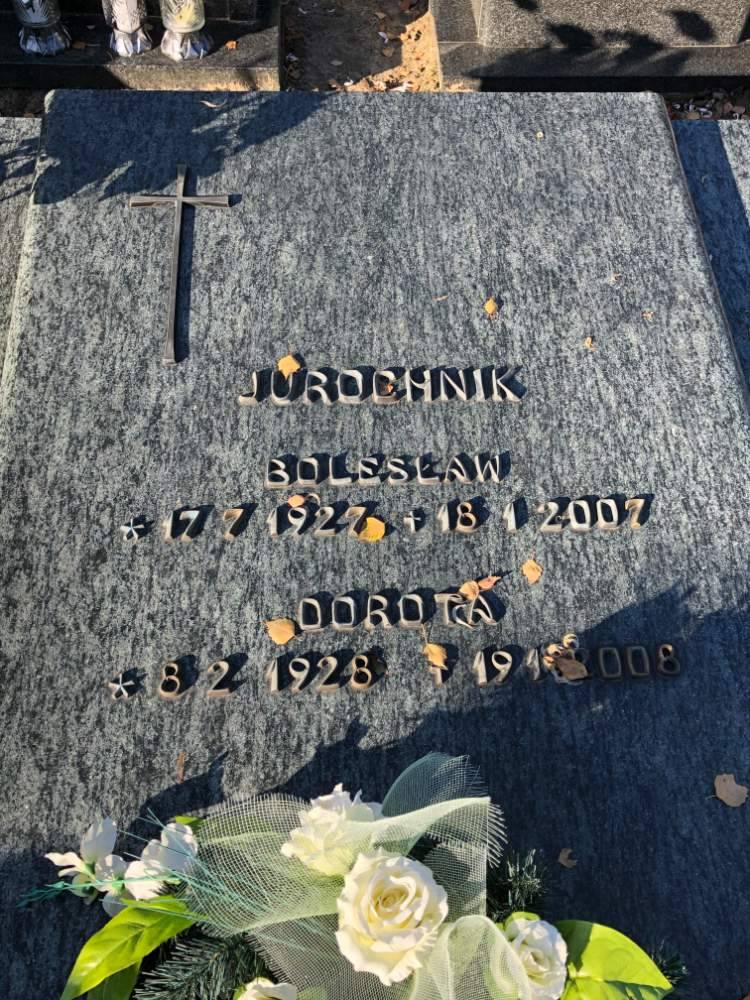 JUROCHNIK
BOLESŁAW
* 17 7 1927 † 18 1 2007
DOROTA
* 8 2 1928 † 19 2008